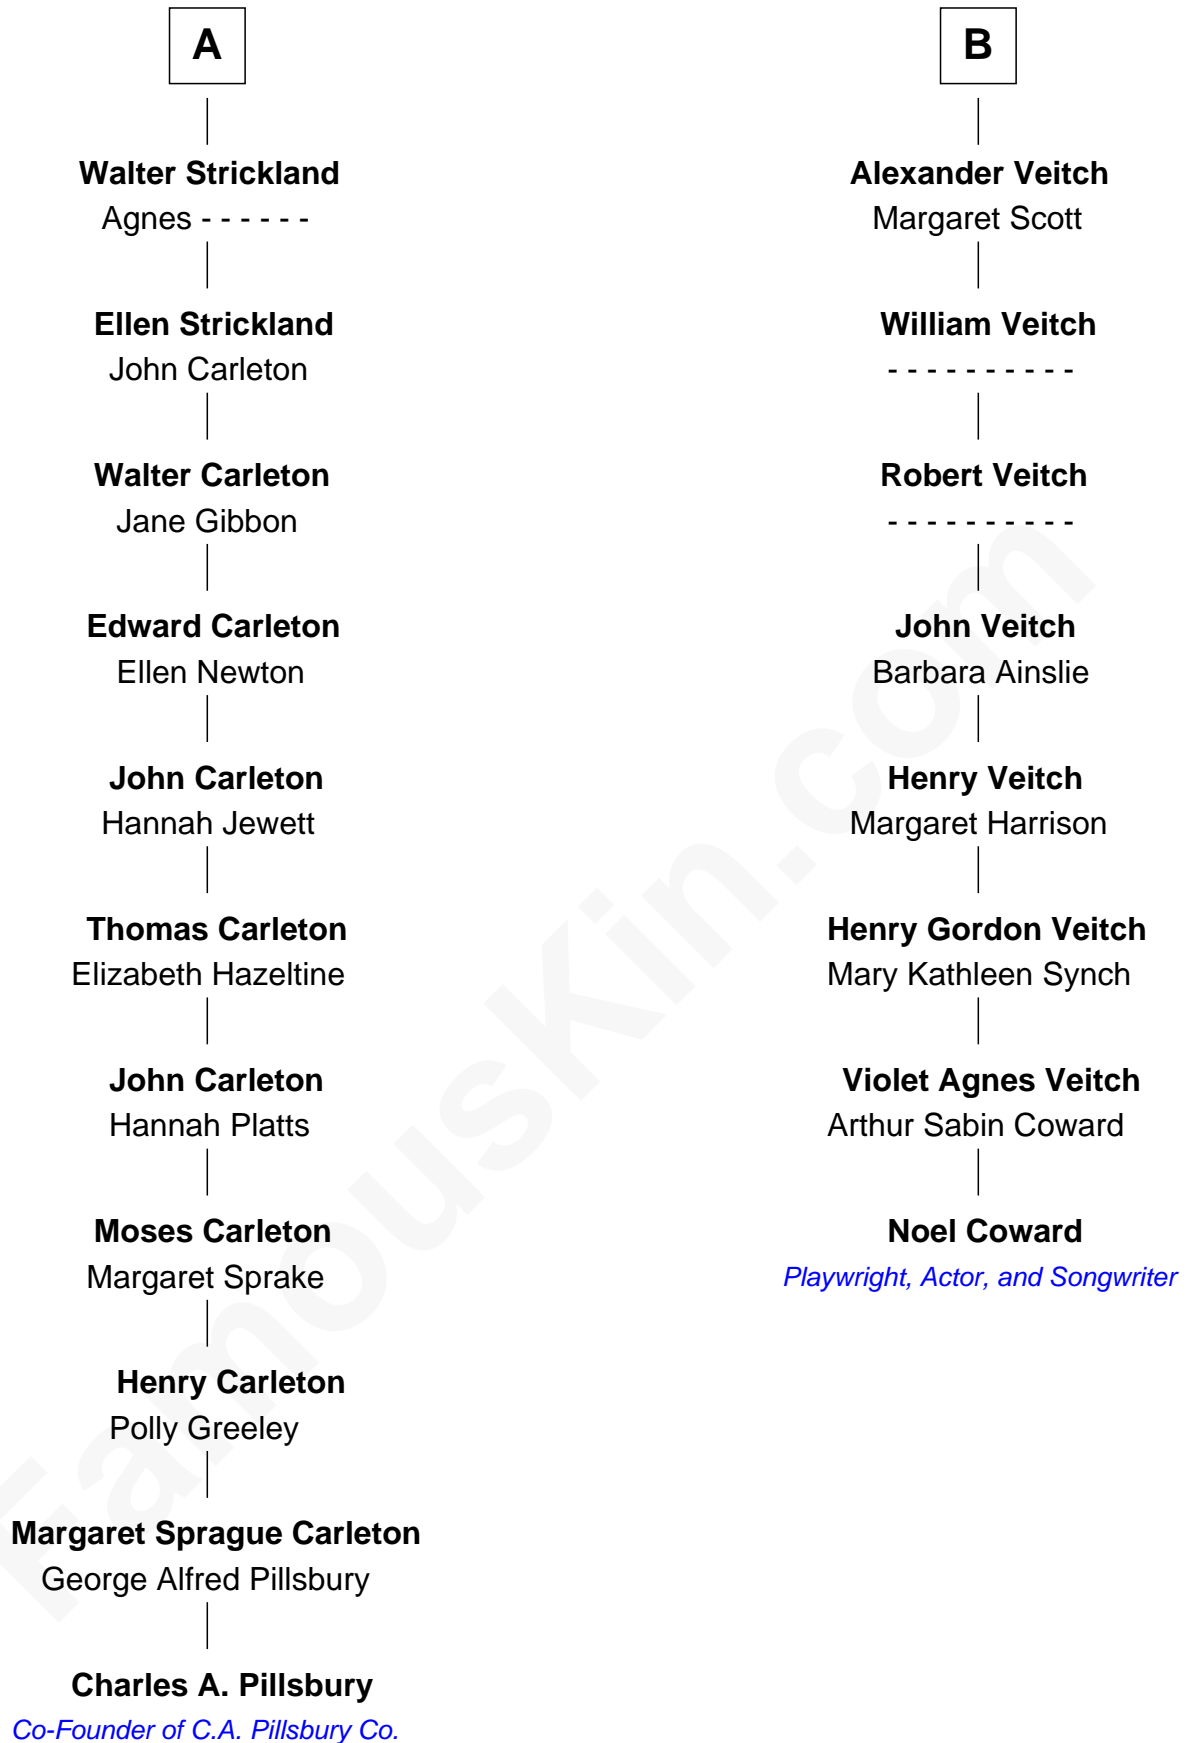 A
Walter Strickland
Agnes - - - - - -
Ellen Strickland
John Carleton
Walter Carleton
Jane Gibbon
Edward Carleton
Ellen Newton
John Carleton
Hannah Jewett
Thomas Carleton
Elizabeth Hazeltine
John Carleton
Hannah Platts
Moses Carleton
Margaret Sprake
Henry Carleton
Polly Greeley
Margaret Sprague Carleton
George Alfred Pillsbury
Charles A. Pillsbury
Co-Founder of C.A. Pillsbury Co.
B
Alexander Veitch
Margaret Scott
William Veitch
- - - - - - - - - -
Robert Veitch
- - - - - - - - - -
John Veitch
Barbara Ainslie
Henry Veitch
Margaret Harrison
Henry Gordon Veitch
Mary Kathleen Synch
Violet Agnes Veitch
Arthur Sabin Coward
Noel Coward
Playwright, Actor, and Songwriter
FamousKin.com